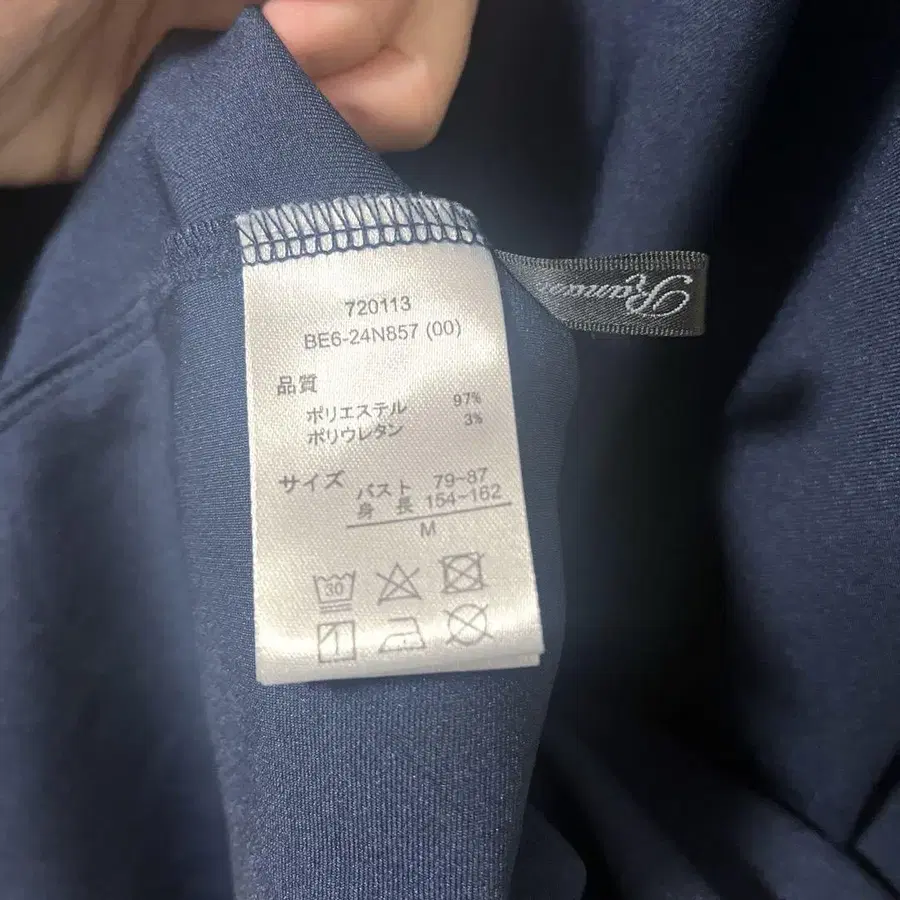 720113
BE6-24N857 (00)
品質
ポリエステル 97%
ポリウレタン 3%
サイズ
バスト 79-87
身 長 154-162
M
30